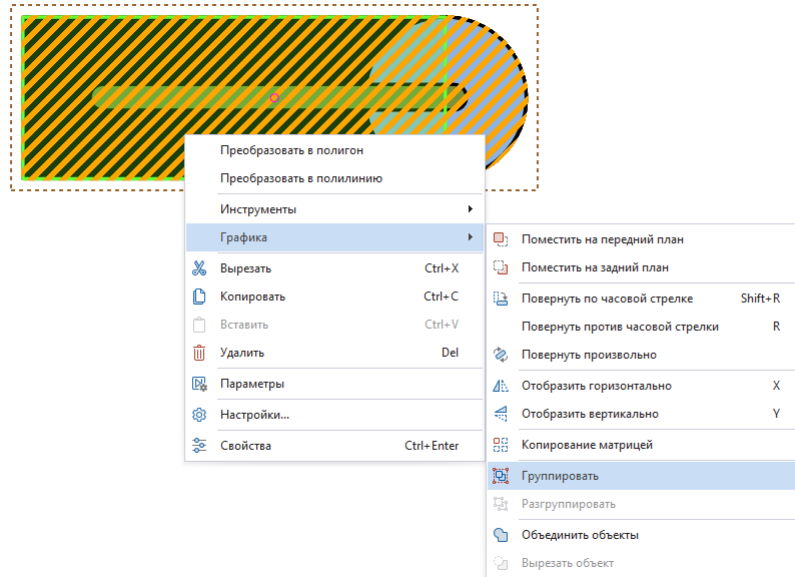 Преобразовать в полигон
Преобразовать в полилинию
Инструменты
Графика
Вырезать Ctrl+X
Копировать Ctrl+C
Вставить Ctrl+V
Удалить Del
Параметры
Настройки...
Свойства Ctrl+Enter
Поместить на передний план
Поместить на задний план
Повернуть по часовой стрелке Shift+R
Повернуть против часовой стрелки R
Повернуть произвольно
Отобразить горизонтально X
Отобразить вертикально Y
Копирование матрицей
Группировать
Разгруппировать
Объединить объекты
Вырезать объект